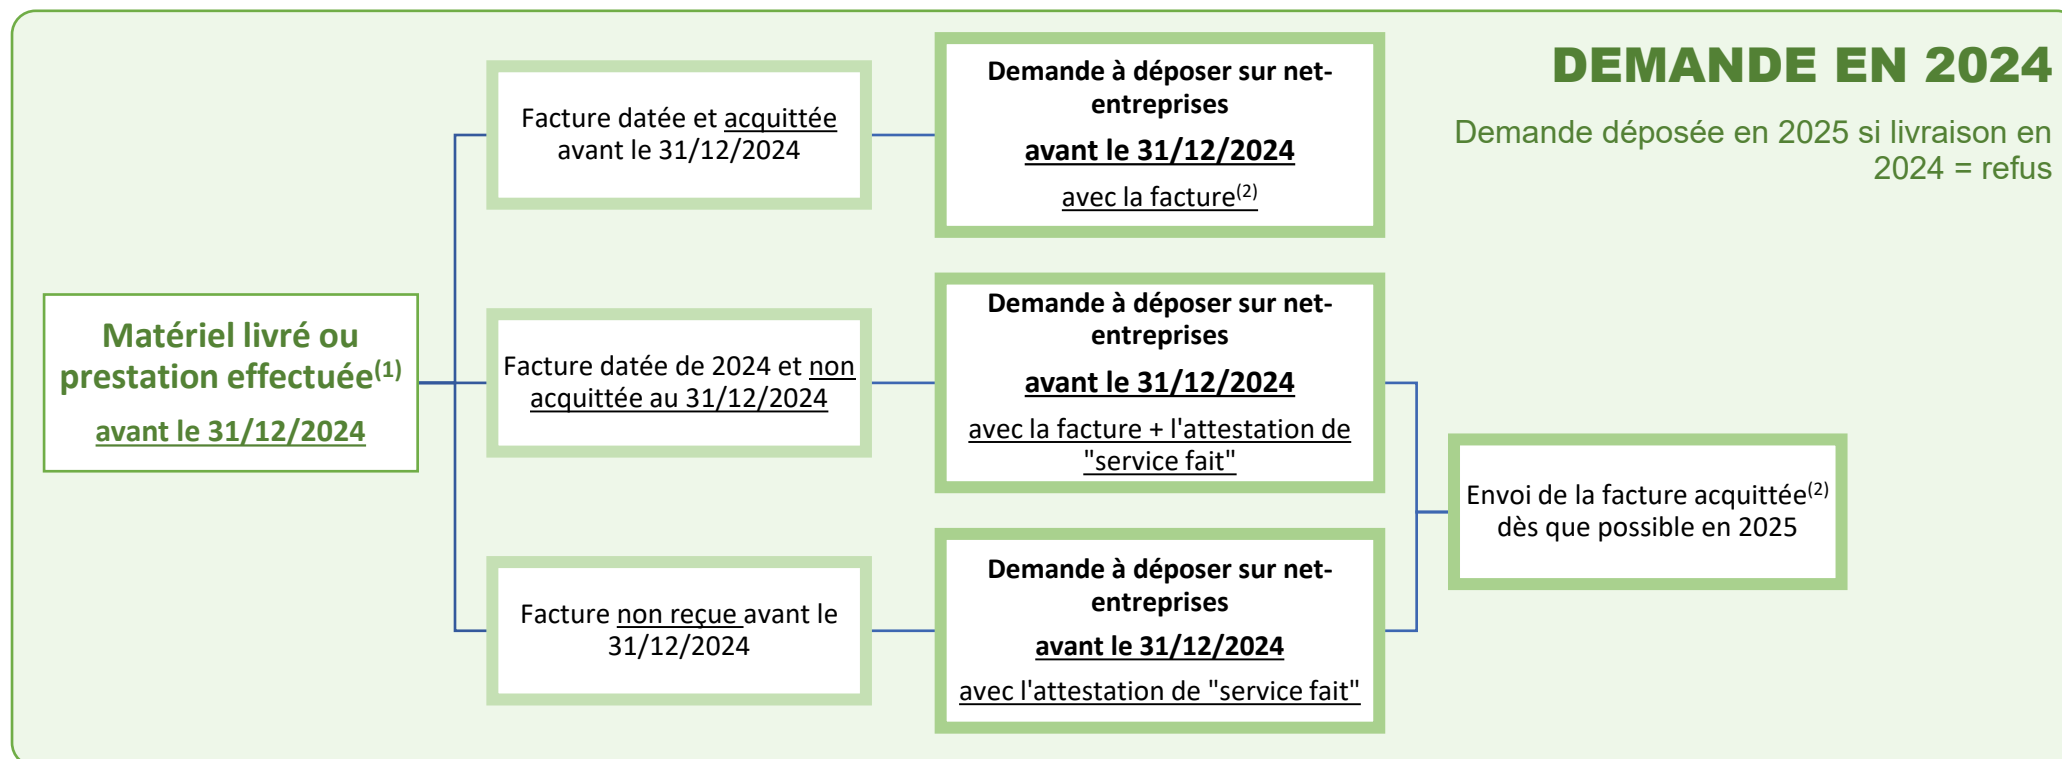 DEMANDE EN 2024
Demande déposée en 2025 si livraison en
2024 = refus
Matériel livré ou
prestation effectuée(1)
avant le 31/12/2024
Facture datée et acquittée
avant le 31/12/2024
Demande à déposer sur net-
entreprises
avant le 31/12/2024
avec la facture(2)
Facture datée de 2024 et non
acquittée au 31/12/2024
Demande à déposer sur net-
entreprises
avant le 31/12/2024
avec la facture + l'attestation de
"service fait"
Facture non reçue avant le
31/12/2024
Demande à déposer sur net-
entreprises
avant le 31/12/2024
avec l'attestation de "service fait"
Envoi de la facture acquittée(2)
dès que possible en 2025